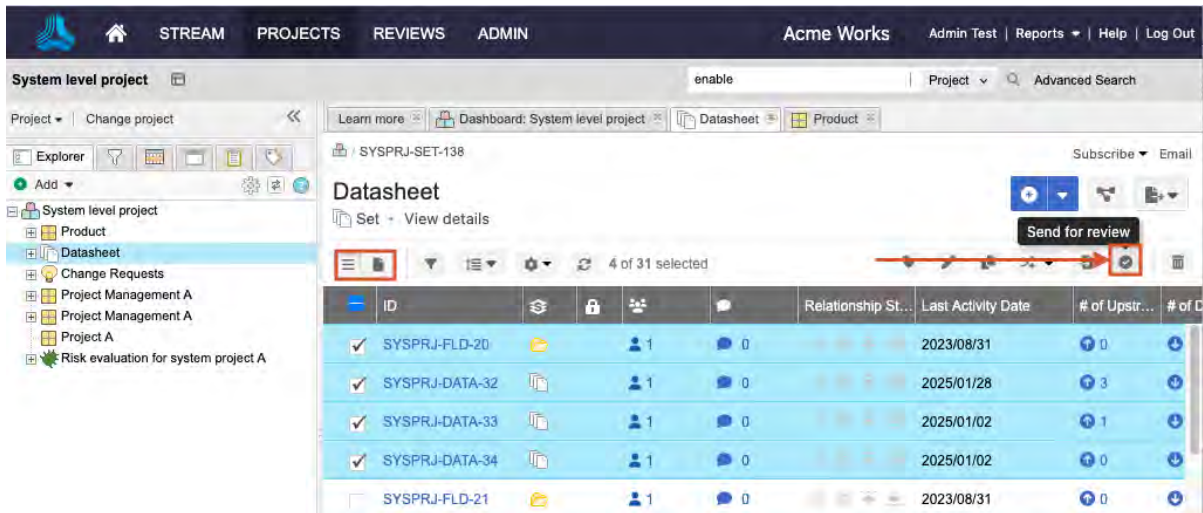 STREAM PROJECTS REVIEWS ADMIN Acme Works Admin Test | Reports | Help | Log Out
System level project enable Project Advanced Search
Project | Change project Learn more Dashboard: System level project Datasheet Product
Explorer SYSPRJ-SET-138 Subscribe Email
Add Datasheet
System level project Set - View details
Product Send for review
Datasheet 4 of 31 selected
Change Requests
Project Management A ID Relationship St... Last Activity Date # of Upstr... # of D
Project Management A
Project A SYSPRJ-FLD-20 1 0 2023/08/31 0
Risk evaluation for system project A
SYSPRJ-DATA-32 1 0 2025/01/28 3
SYSPRJ-DATA-33 1 0 2025/01/02 1
SYSPRJ-DATA-34 1 0 2025/01/02 0
SYSPRJ-FLD-21 1 0 2023/08/31 0